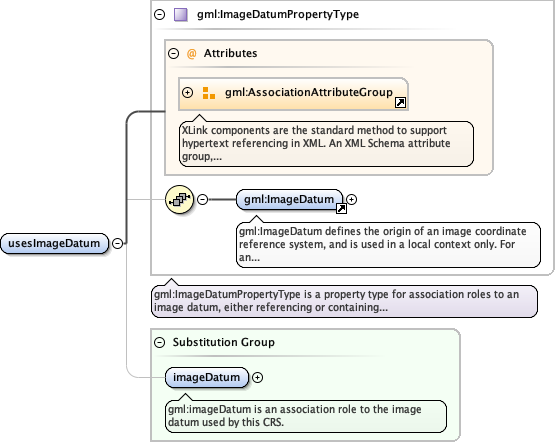 gml:ImageDatumPropertyType
@ Attributes
gml:AssociationAttributeGroup
XLink components are the standard method to support
hypertext referencing in XML. An XML Schema attribute
group,...
gml:ImageDatum
gml:ImageDatum defines the origin of an image coordinate
reference system, and is used in a local context only. For
an...
usesImageDatum
gml:ImageDatumPropertyType is a property type for association roles to an
image datum, either referencing or containing...
Substitution Group
imageDatum
gml:imageDatum is an association role to the image
datum used by this CRS.